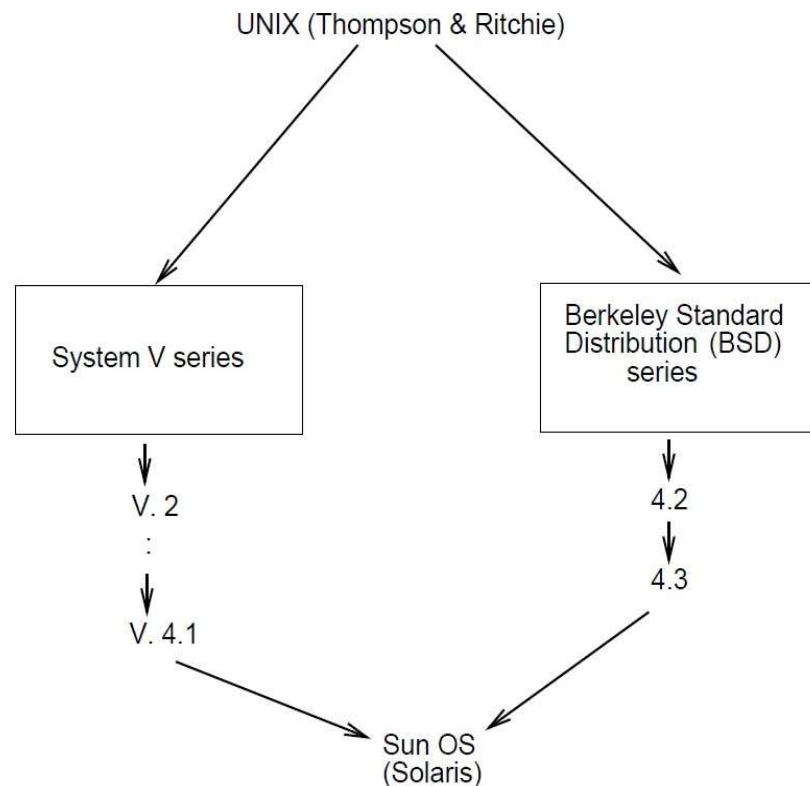 UNIX (Thompson & Ritchie)
System V series
Berkeley Standard
Distribution (BSD)
series
V. 2
:
V. 4.1
4.2
4.3
Sun OS
(Solaris)